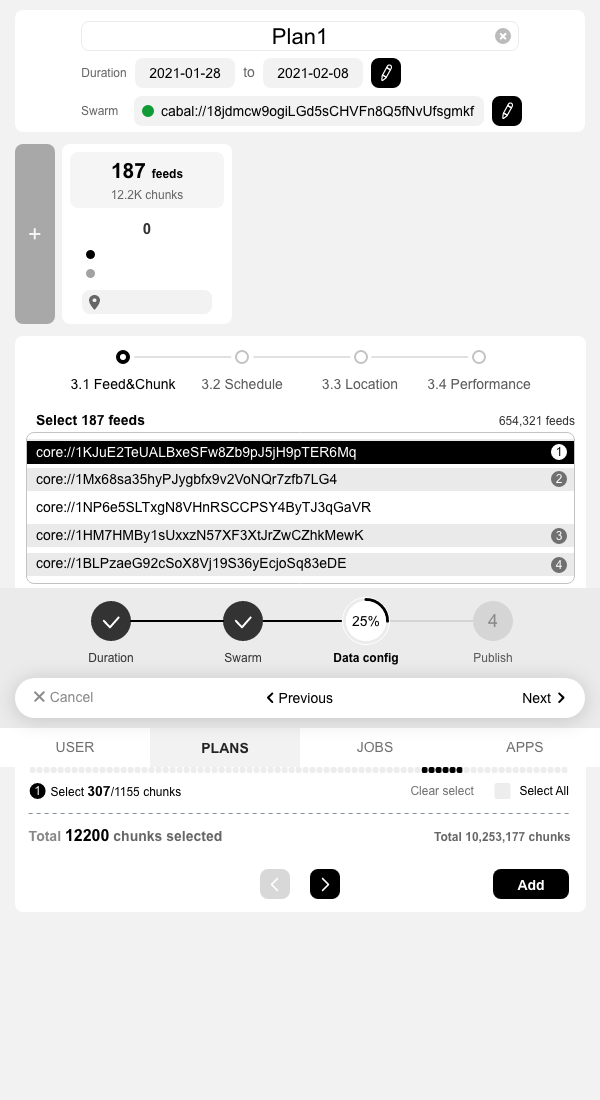 Plan1
Duration 2021-01-28 to 2021-02-08
Swarm cabal://18jdmcw9ogiLGd5sCHVFn8Q5fNvUfsgmkf
187 feeds
12.2K chunks
+
0
3.1 Feed&Chunk 3.2 Schedule 3.3 Location 3.4 Performance
Select 187 feeds 654,321 feeds
core://1KJuE2TeUALBxeSFw8Zb9pJ5jH9pTER6Mq 1
core://1Mx68sa35hyPJygbfx9v2VoNQr7zfb7LG4 2
core://1NP6e5SLTxgN8VHnRSCCPSY4ByTJ3qGaVR
core://1HM7HMBy1sUxxzN57XF3XtJrZwCZhkMewK 3
core://1BLPzaeG92cSoX8Vj19S36yEcjoSq83eDE 4
25% 4
Duration Swarm Data config Publish
Cancel Previous Next
USER PLANS JOBS APPS
1 Select 307/1155 chunks Clear select Select All
Total 12200 chunks selected Total 10,253,177 chunks
Add